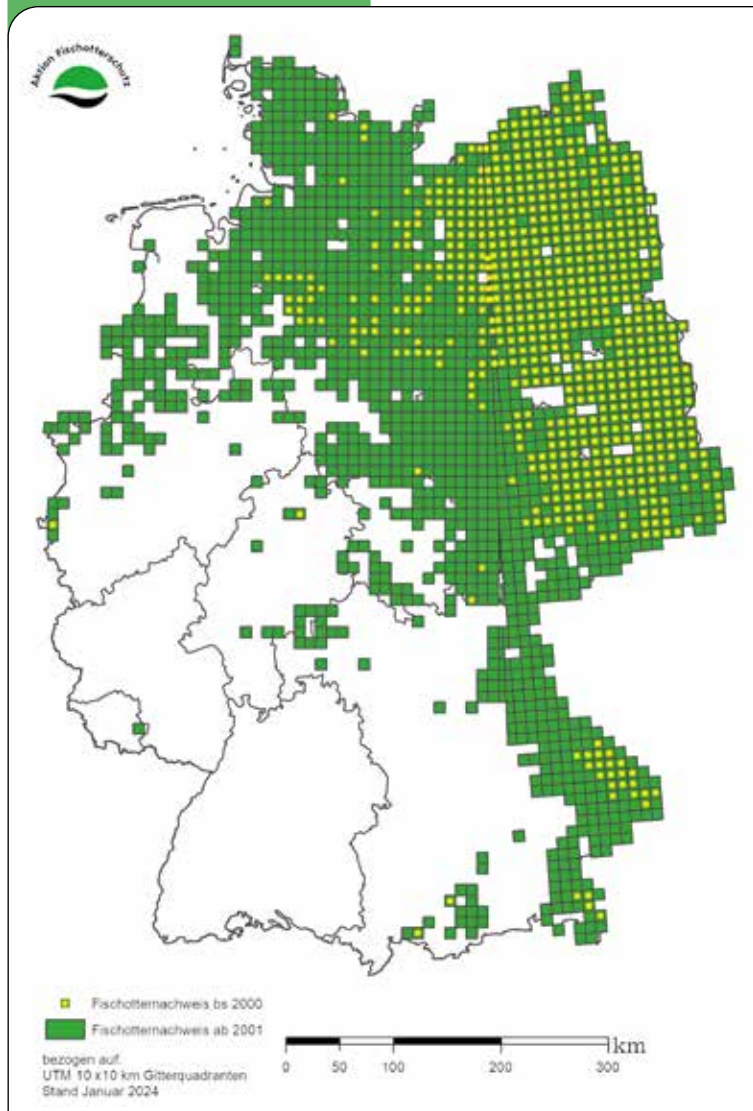 Aktion Fischotterschutz
Fischotternachweis bs 2000
Fischotternachweis ab 2001
bezogen auf.
UTM 10 x10 km Gitterquadranten
Stand Januar 2024
km
0 50 100 200 300